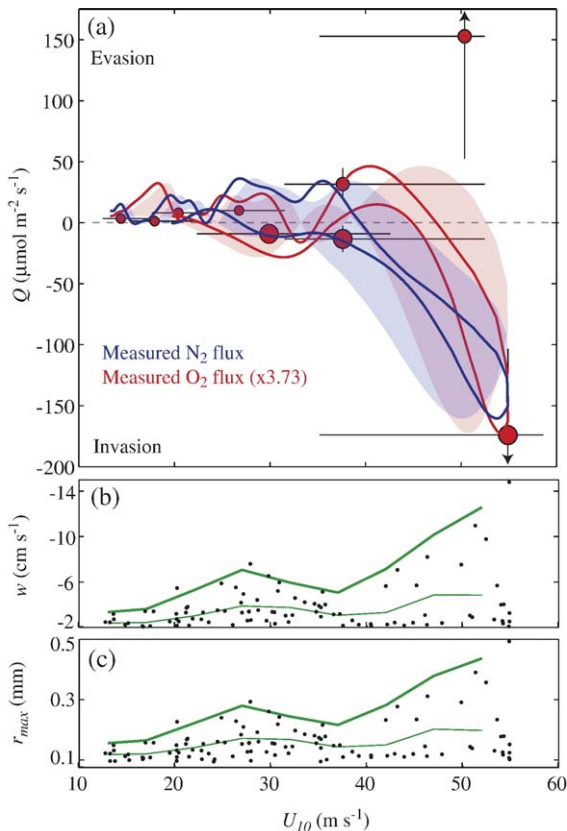 (a)
150
Evasion
100
50
0
-50
Q (μmol m⁻² s⁻¹)
-100
Measured N₂ flux
Measured O₂ flux (x3.73)
-150
Invasion
-200
(b)
-14
-10
-6
-2
w (cm s⁻¹)
(c)
0.5
0.3
0.1
r_max (mm)
10 20 30 40 50 60
U₁₀ (m s⁻¹)